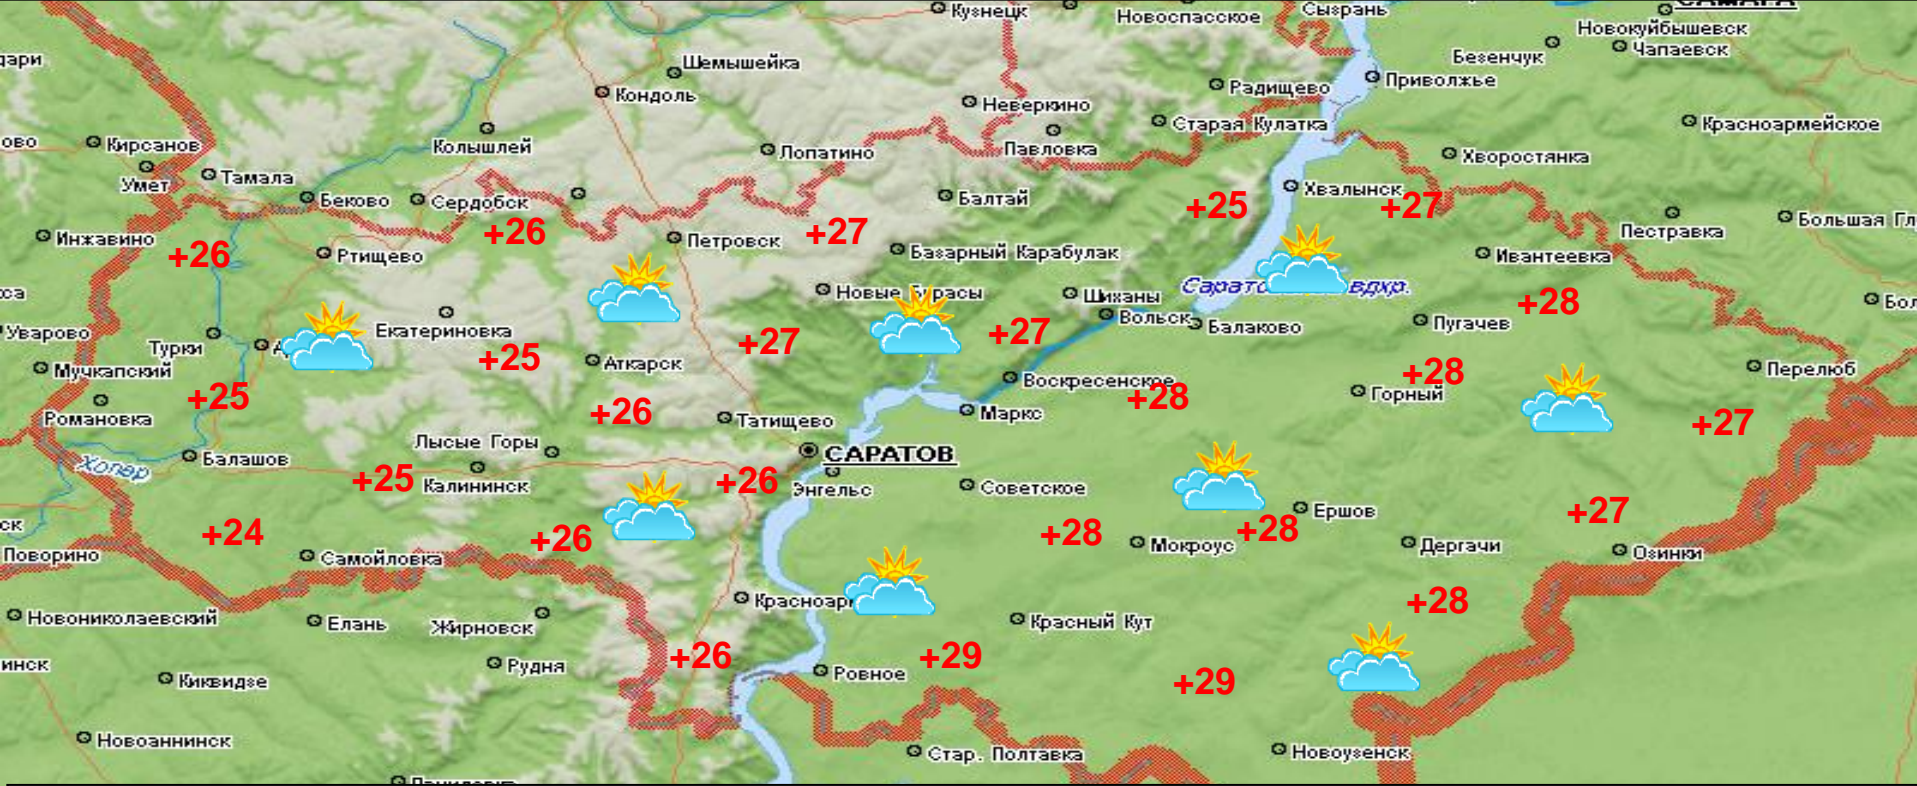 Кузнецк
Новоспасское
Сызрань
САМАРА
Новокуйбышевск
Чапаевск
Безенчук
Шемышейка
Приволжье
Кондоль
Радищево
Неверкино
Старая Кулатка
Красноармейское
Кирсанов
Колышлей
Лопатино
Павловка
Хворостянка
Умет
Тамала
Беково
Сердобск
Балтай
Хвалынск
+25
+27
Инжавино
+26
+26
Петровск
+27
Пестравка
Большая
Ртищево
Базарный Карабулак
Ивантеевка
Новые Бурасы
Шиханы
+28
Уварово
Екатериновка
Вольск
Балаково
Пугачев
Турки
+25
+27
+27
Мучкапский
Аткарск
Воскресенское
+28
+28
Горный
Перелюб
+25
+26
Романовка
Татищево
Маркс
+27
Лысые Горы
САРАТОВ
Хопер
Балашов
+25
Калининск
+26
Энгельс
Советское
+24
+26
+28
Мокроус
+28
Ершов
+27
Поворино
Самойловка
Дергачи
Озинки
Новониколаевский
Елань
Жирновск
Красный Кут
+28
Рудня
+26
+29
Киквидзе
Ровное
+29
Новоаннинск
Стар. Полтавка
Новоузенск